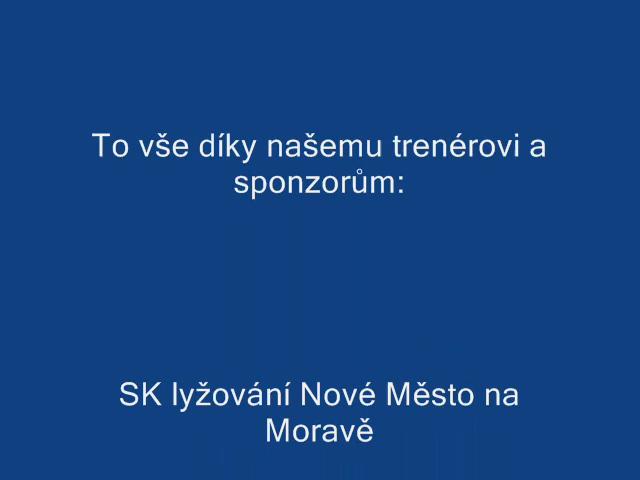 To vše díky našemu trenérovi a
sponzorům:
SK lyžování Nové Město na
Moravě